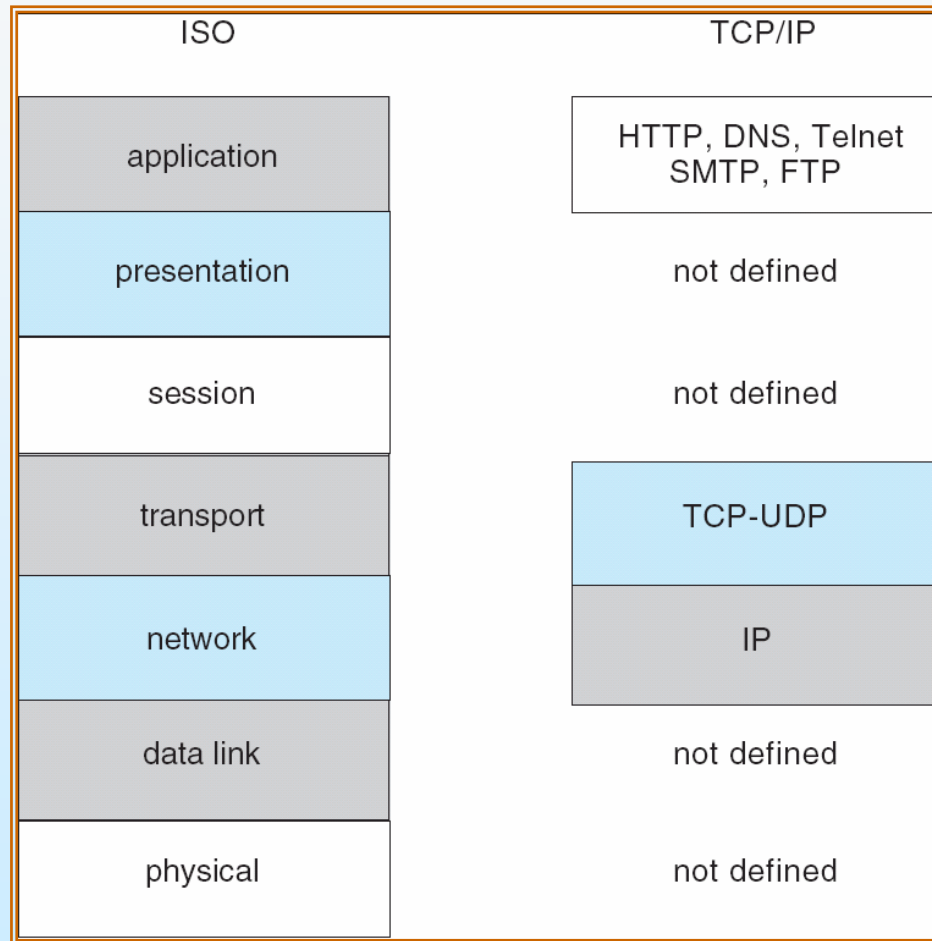 ISO TCP/IP
application HTTP, DNS, Telnet
SMTP, FTP
presentation not defined
session not defined
transport TCP-UDP
network IP
data link not defined
physical not defined